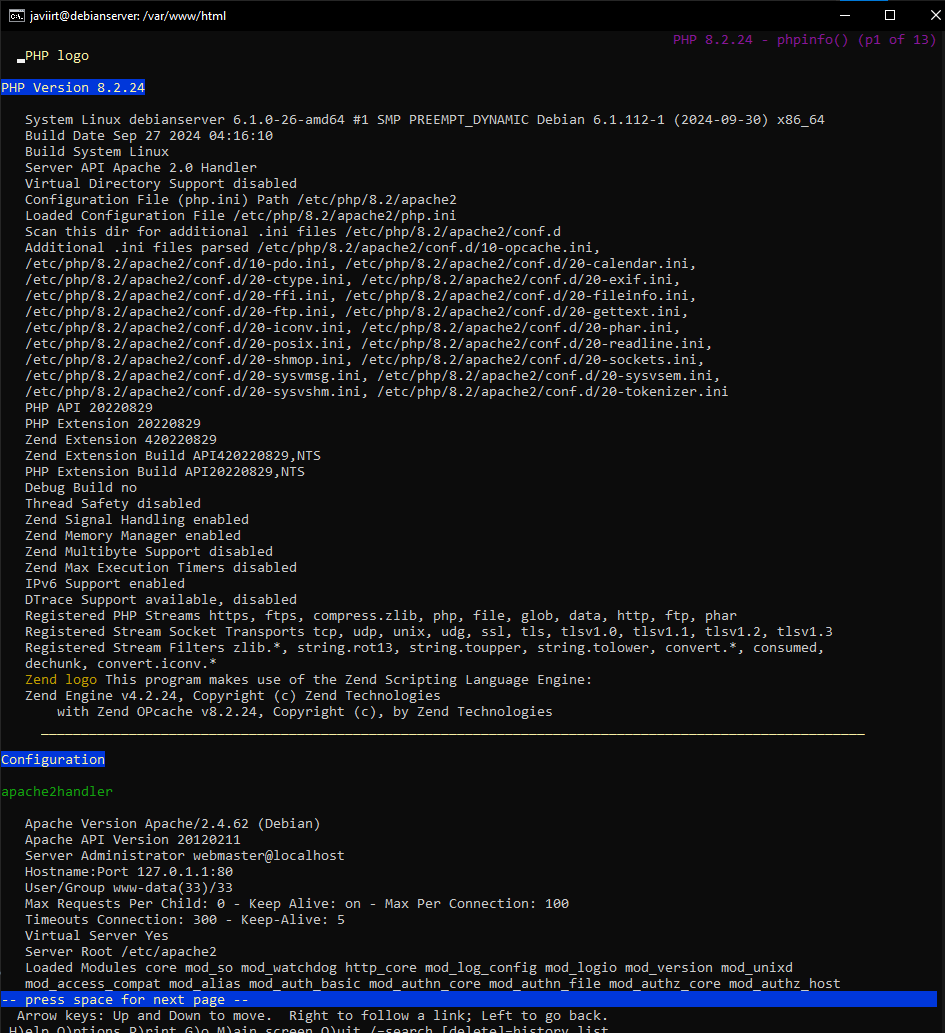 javiirt@debianserver: /var/www/html
PHP 8.2.24 - phpinfo() (p1 of 13)
PHP logo
PHP Version 8.2.24
System Linux debianserver 6.1.0-26-amd64 #1 SMP PREEMPT_DYNAMIC Debian 6.1.112-1 (2024-09-30) x86_64
Build Date Sep 27 2024 04:16:10
Build System Linux
Server API Apache 2.0 Handler
Virtual Directory Support disabled
Configuration File (php.ini) Path /etc/php/8.2/apache2
Loaded Configuration File /etc/php/8.2/apache2/php.ini
Scan this dir for additional .ini files /etc/php/8.2/apache2/conf.d
Additional .ini files parsed /etc/php/8.2/apache2/conf.d/10-opcache.ini,
/etc/php/8.2/apache2/conf.d/10-pdo.ini, /etc/php/8.2/apache2/conf.d/20-calendar.ini,
/etc/php/8.2/apache2/conf.d/20-ctype.ini, /etc/php/8.2/apache2/conf.d/20-exif.ini,
/etc/php/8.2/apache2/conf.d/20-ffi.ini, /etc/php/8.2/apache2/conf.d/20-fileinfo.ini,
/etc/php/8.2/apache2/conf.d/20-ftp.ini, /etc/php/8.2/apache2/conf.d/20-gettext.ini,
/etc/php/8.2/apache2/conf.d/20-iconv.ini, /etc/php/8.2/apache2/conf.d/20-phar.ini,
/etc/php/8.2/apache2/conf.d/20-posix.ini, /etc/php/8.2/apache2/conf.d/20-readline.ini,
/etc/php/8.2/apache2/conf.d/20-shmop.ini, /etc/php/8.2/apache2/conf.d/20-sockets.ini,
/etc/php/8.2/apache2/conf.d/20-sysvmsg.ini, /etc/php/8.2/apache2/conf.d/20-sysvsem.ini,
/etc/php/8.2/apache2/conf.d/20-sysvshm.ini, /etc/php/8.2/apache2/conf.d/20-tokenizer.ini
PHP API 20220829
PHP Extension 20220829
Zend Extension 420220829
Zend Extension Build API420220829,NTS
PHP Extension Build API20220829,NTS
Debug Build no
Thread Safety disabled
Zend Signal Handling enabled
Zend Memory Manager enabled
Zend Multibyte Support disabled
Zend Max Execution Timers disabled
IPv6 Support enabled
DTrace Support available, disabled
Registered PHP Streams https, ftps, compress.zlib, php, file, glob, data, http, ftp, phar
Registered Stream Socket Transports tcp, udp, unix, udg, ssl, tls, tlsv1.0, tlsv1.1, tlsv1.2, tlsv1.3
Registered Stream Filters zlib.*, string.rot13, string.toupper, string.tolower, convert.*, consumed,
dechunk, convert.iconv.*
Zend logo This program makes use of the Zend Scripting Language Engine:
Zend Engine v4.2.24, Copyright (c) Zend Technologies
with Zend OPcache v8.2.24, Copyright (c), by Zend Technologies
Configuration
apache2handler
Apache Version Apache/2.4.62 (Debian)
Apache API Version 20120211
Server Administrator webmaster@localhost
Hostname:Port 127.0.1.1:80
User/Group www-data(33)/33
Max Requests Per Child: 0 - Keep Alive: on - Max Per Connection: 100
Timeouts Connection: 300 - Keep-Alive: 5
Virtual Server Yes
Server Root /etc/apache2
Loaded Modules core mod_so mod_watchdog http_core mod_log_config mod_logio mod_version mod_unixd
mod_access_compat mod_alias mod_auth_basic mod_authn_core mod_authn_file mod_authz_core mod_authz_host
-- press space for next page --
Arrow keys: Up and Down to move.  Right to follow a link; Left to go back.
H)elp O)ptions P)rint G)o M)ain screen Q)uit /=search [delete]=history list